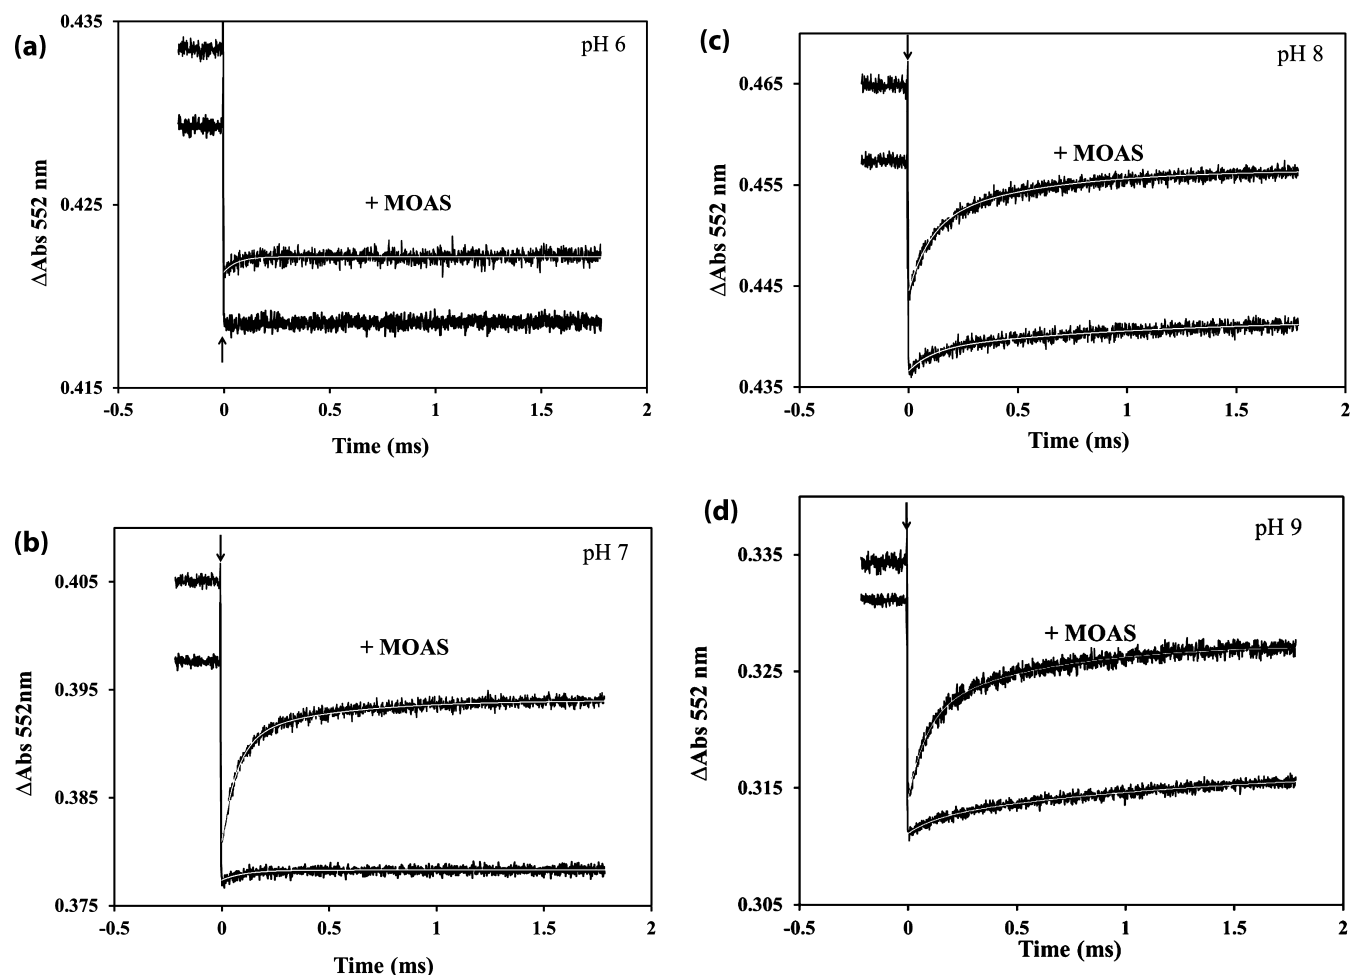 (a)
pH 6
0.435
0.425
0.415
ΔAbs 552 nm
+ MOAS
-0.5 0 0.5 1 1.5 2
Time (ms)
(c)
pH 8
0.465
0.455
0.445
0.435
ΔAbs 552 nm
+ MOAS
-0.5 0 0.5 1 1.5 2
Time (ms)
(b)
pH 7
0.405
0.395
0.385
0.375
ΔAbs 552nm
+ MOAS
-0.5 0 0.5 1 1.5 2
Time (ms)
(d)
pH 9
0.335
0.325
0.315
0.305
ΔAbs 552 nm
+ MOAS
-0.5 0 0.5 1 1.5 2
Time (ms)